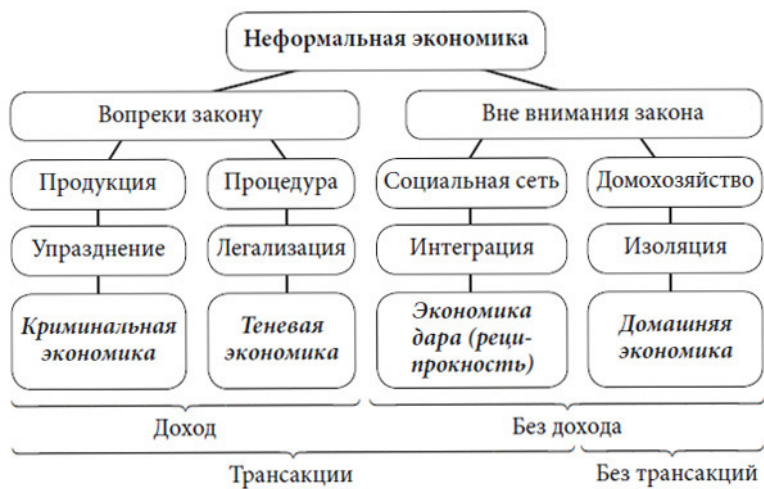 Неформальная экономика
Вопреки закону
Вне внимания закона
Продукция
Процедура
Социальная сеть
Домохозяйство
Упразднение
Легализация
Интеграция
Изоляция
Криминальная
экономика
Теневая
экономика
Экономика
дара (реци-
прокность)
Домашняя
экономика
Доход
Без дохода
Трансакции
Без трансакций